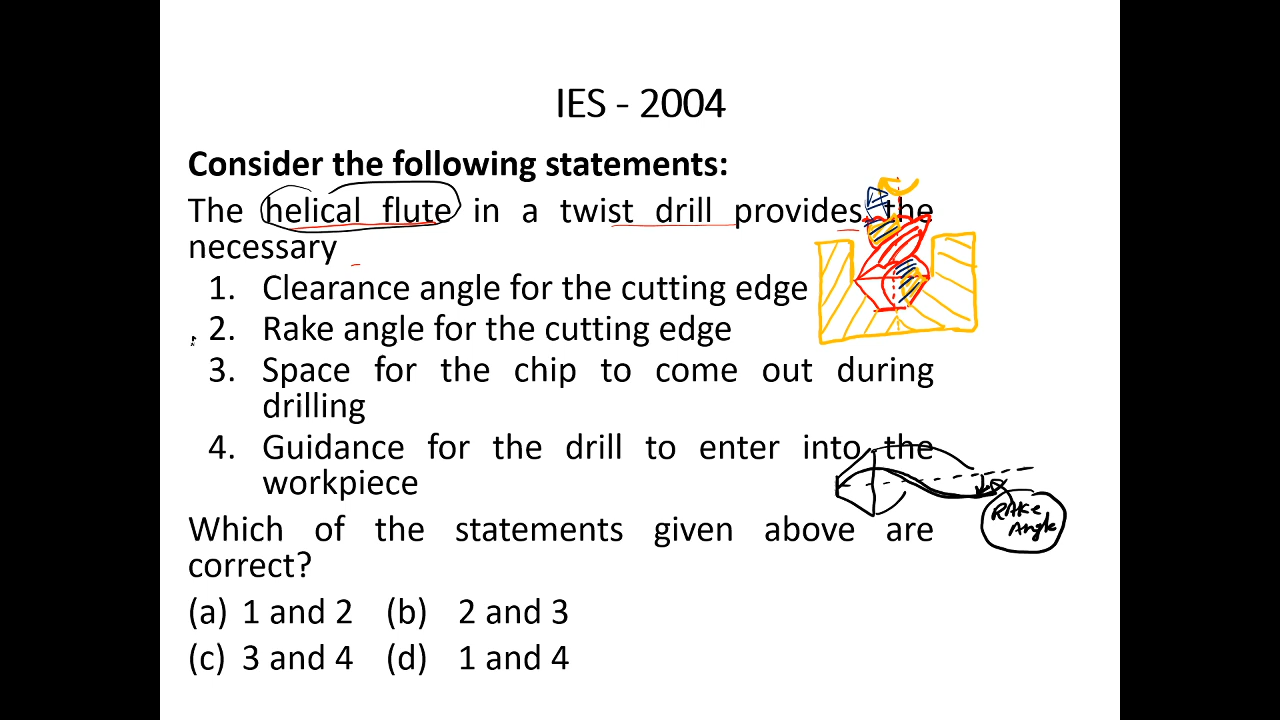 IES - 2004
Consider the following statements:
The helical flute in a twist drill provides the
necessary
1. Clearance angle for the cutting edge
2. Rake angle for the cutting edge
3. Space for the chip to come out during
drilling
4. Guidance for the drill to enter into the
workpiece
RAKe
Angle
Which of the statements given above are
correct?
(a) 1 and 2 (b) 2 and 3
(c) 3 and 4 (d) 1 and 4